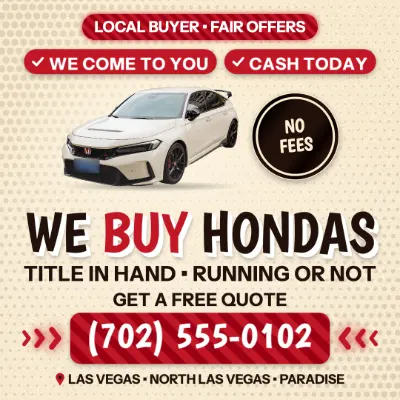 LOCAL BUYER • FAIR OFFERS
WE COME TO YOU
CASH TODAY
NO
FEES
WE BUY HONDAS
TITLE IN HAND • RUNNING OR NOT
GET A FREE QUOTE
(702) 555-0102
LAS VEGAS • NORTH LAS VEGAS • PARADISE